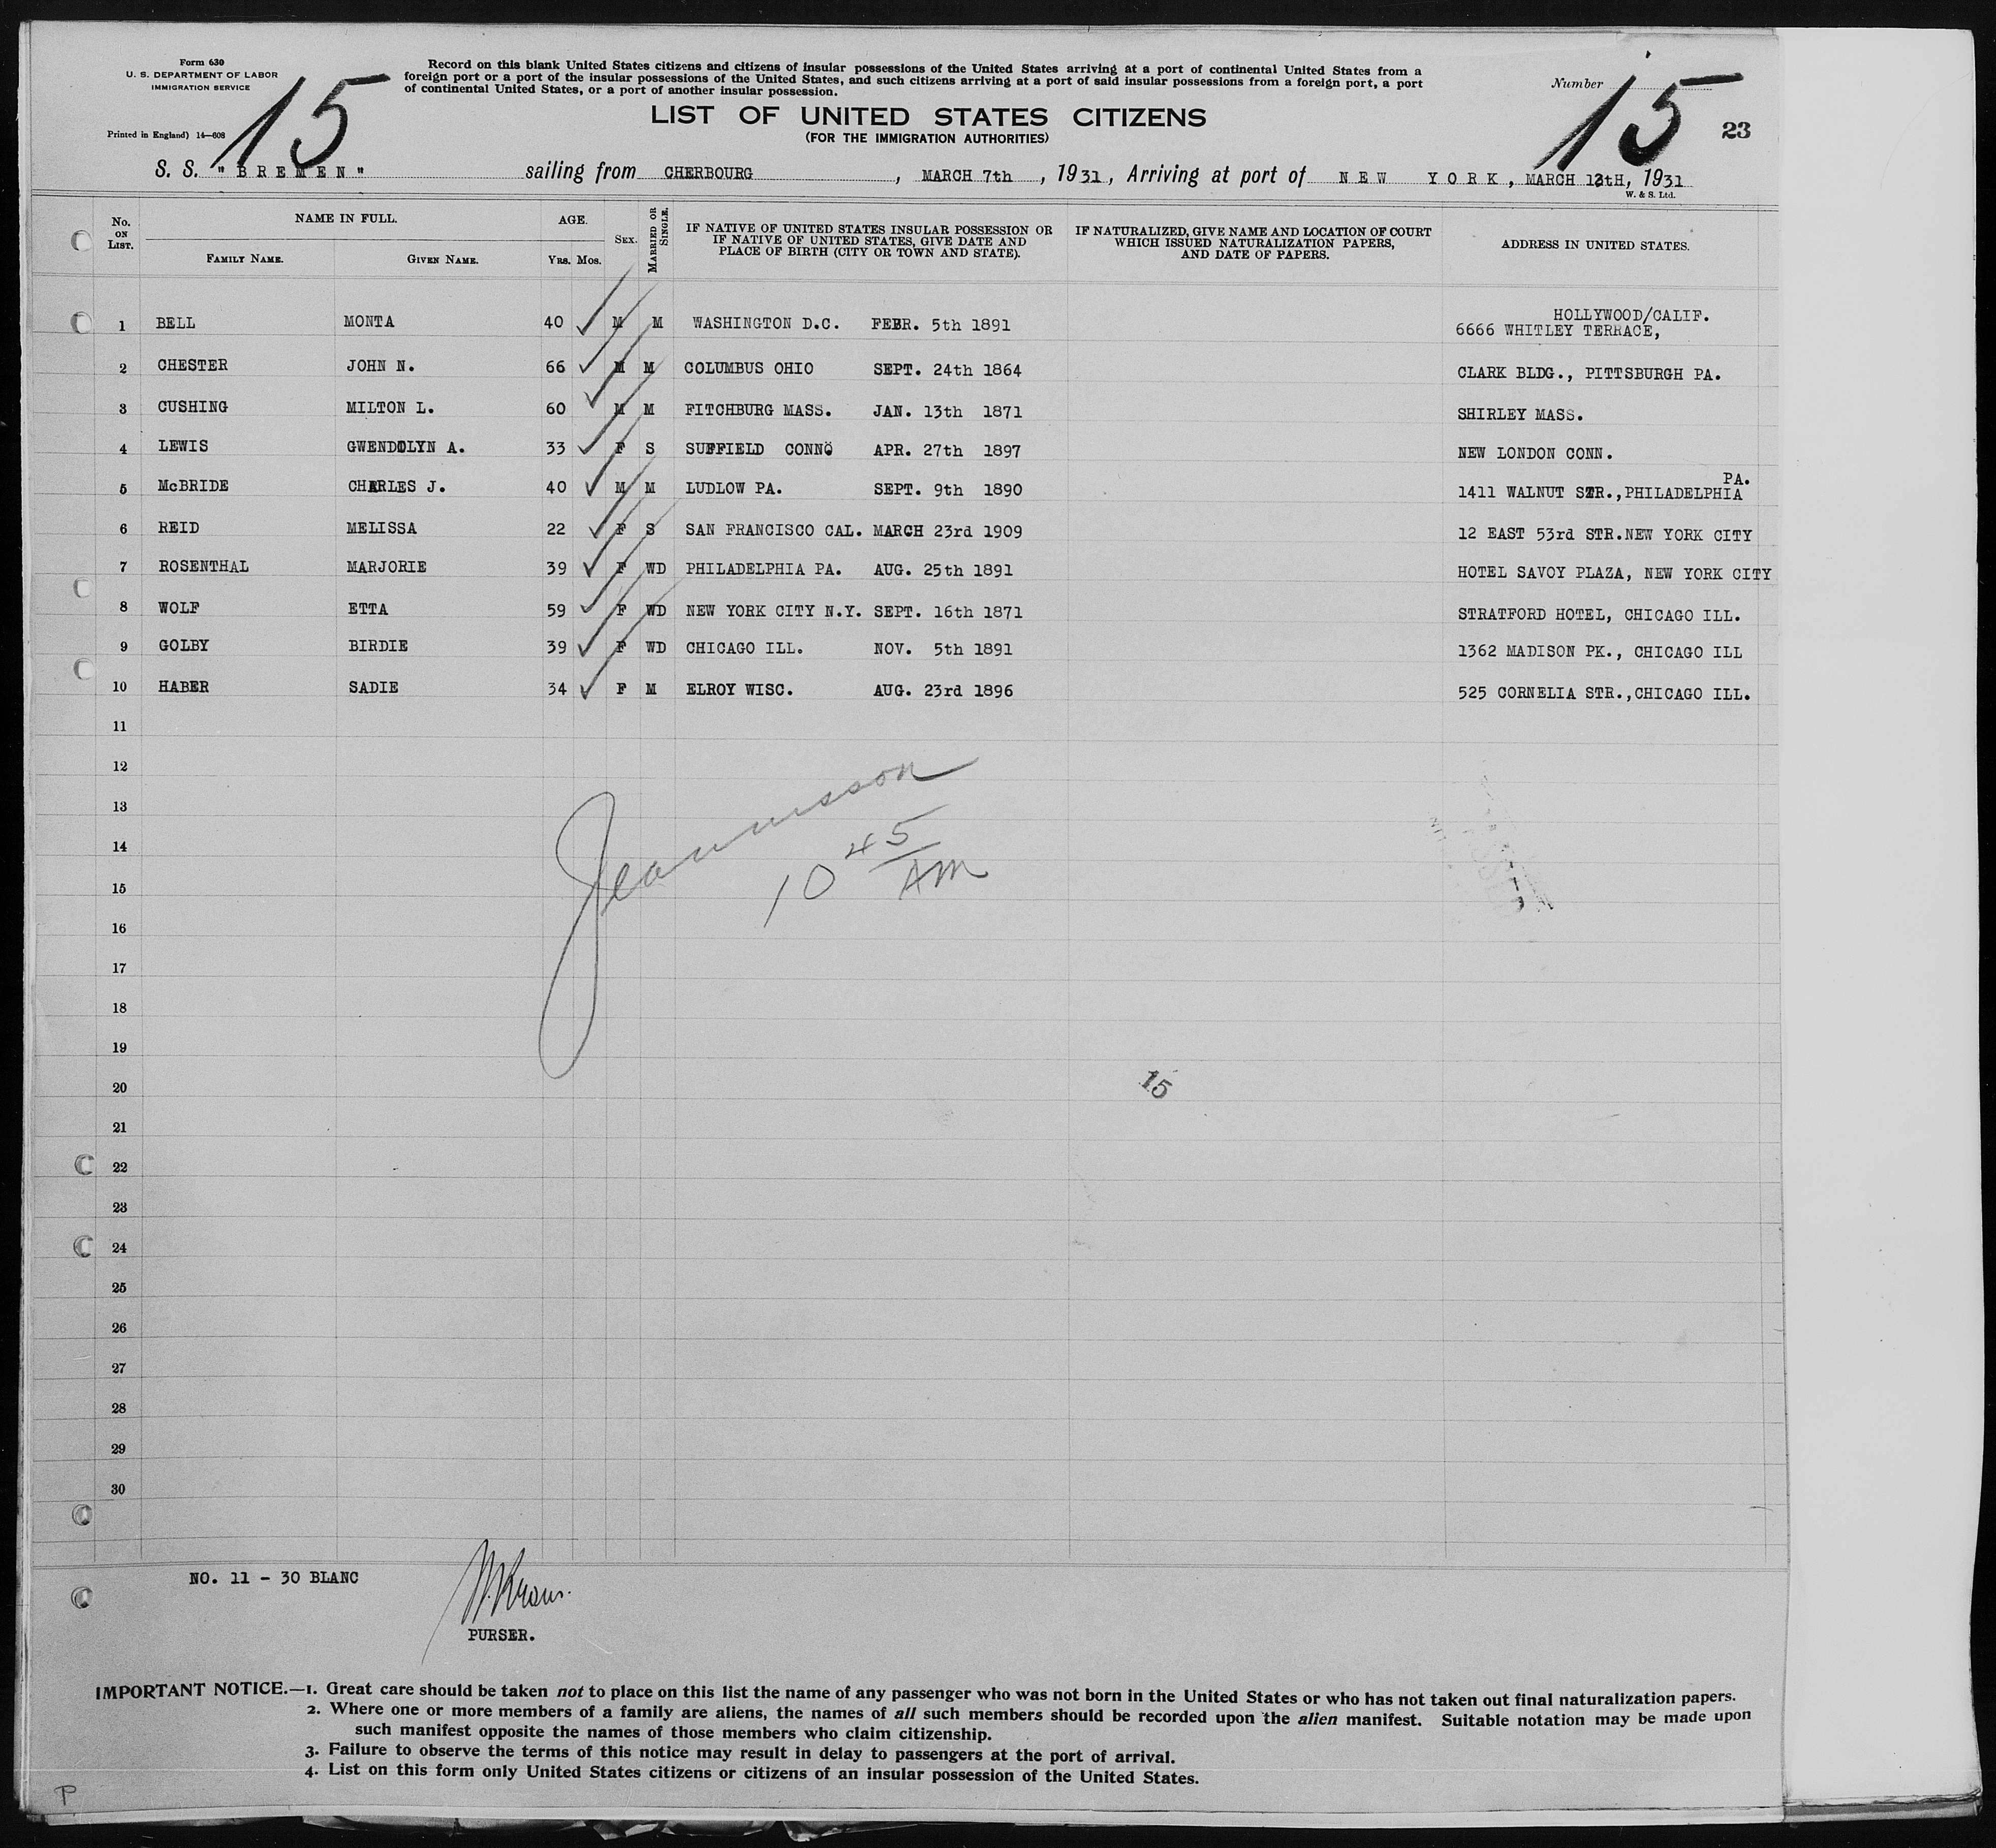 Form 630
U. S. DEPARTMENT OF LABOR
IMMIGRATION SERVICE
Printed in England) 14—608
15
Record on this blank United States citizens and citizens of insular possessions of the United States arriving at a port of continental United States from a
foreign port or a port of the insular possessions of the United States, and such citizens arriving at a port of said insular possessions from a foreign port, a port
of continental United States, or a port of another insular possession.
LIST OF UNITED STATES CITIZENS
(FOR THE IMMIGRATION AUTHORITIES)
Number 15
23
S. S. "BREMEN" sailing from CHERBOURG, MARCH 7th, 1931, Arriving at port of NEW YORK, MARCH 12tH, 1931
W. & S. Ltd.
No. ON LIST. NAME IN FULL. FAMILY NAME. GIVEN NAME. AGE. YRS. MOS. SEX. MARRIED OR SINGLE. IF NATIVE OF UNITED STATES INSULAR POSSESSION OR IF NATIVE OF UNITED STATES, GIVE DATE AND PLACE OF BIRTH (CITY OR TOWN AND STATE). IF NATURALIZED, GIVE NAME AND LOCATION OF COURT WHICH ISSUED NATURALIZATION PAPERS, AND DATE OF PAPERS. ADDRESS IN UNITED STATES.
HOLLYWOOD/CALIF.
1 BELL MONTA 40 M M WASHINGTON D.C. FEBR. 5th 1891 6666 WHITLEY TERRACE,
2 CHESTER JOHN N. 66 M M COLUMBUS OHIO SEPT. 24th 1864 CLARK BLDG., PITTSBURGH PA.
3 CUSHING MILTON L. 60 M M FITCHBURG MASS. JAN. 13th 1871 SHIRLEY MASS.
4 LEWIS GWENDOLYN A. 33 F S SUFFIELD CONNÖ APR. 27th 1897 NEW LONDON CONN.
PA.
5 McBRIDE CHARLES J. 40 M M LUDLOW PA. SEPT. 9th 1890 1411 WALNUT STR.,PHILADELPHIA
6 REID MELISSA 22 F S SAN FRANCISCO CAL. MARCH 23rd 1909 12 EAST 53rd STR.NEW YORK CITY
7 ROSENTHAL MARJORIE 39 F WD PHILADELPHIA PA. AUG. 25th 1891 HOTEL SAVOY PLAZA, NEW YORK CITY
8 WOLF ETTA 59 F WD NEW YORK CITY N.Y. SEPT. 16th 1871 STRATFORD HOTEL, CHICAGO ILL.
9 GOLBY BIRDIE 39 F WD CHICAGO ILL. NOV. 5th 1891 1362 MADISON PK., CHICAGO ILL
10 HABER SADIE 34 F M ELROY WISC. AUG. 23rd 1896 525 CORNELIA STR.,CHICAGO ILL.
11
12
13
14
10 45 AM
15
16
17
18
19
20
15
21
22
23
24
25
26
27
28
29
30
NO. 11 - 30 BLANC
PURSER.
IMPORTANT NOTICE.—1. Great care should be taken not to place on this list the name of any passenger who was not born in the United States or who has not taken out final naturalization papers.
2. Where one or more members of a family are aliens, the names of all such members should be recorded upon the alien manifest. Suitable notation may be made upon
such manifest opposite the names of those members who claim citizenship.
3. Failure to observe the terms of this notice may result in delay to passengers at the port of arrival.
4. List on this form only United States citizens or citizens of an insular possession of the United States.
P